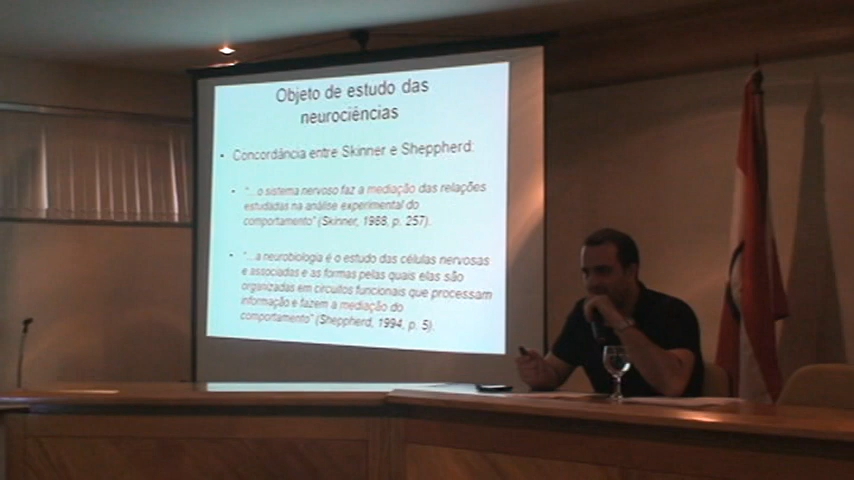 Objeto de estudo das
neurociências
• Concordância entre Skinner e Sheppherd:
• "...o sistema nervoso faz a mediação das relações
estudadas na análise experimental do
comportamento" (Skinner, 1988, p. 257).
• "...a neurobiologia é o estudo das células nervosas
e associadas e as formas pelas quais elas são
organizadas em circuitos funcionais que processam
informação e fazem a mediação do
comportamento" (Sheppherd, 1994, p. 5).